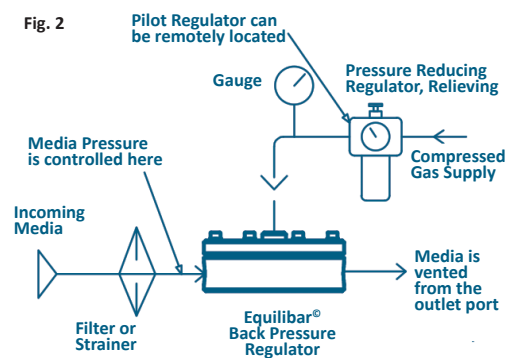 Fig. 2
Pilot Regulator can
be remotely located
Gauge
Pressure Reducing
Regulator, Relieving
Compressed
Gas Supply
Media Pressure
is controlled here
Incoming
Media
Filter or
Strainer
Equilibar©
Back Pressure
Regulator
Media is
vented
from the
outlet port